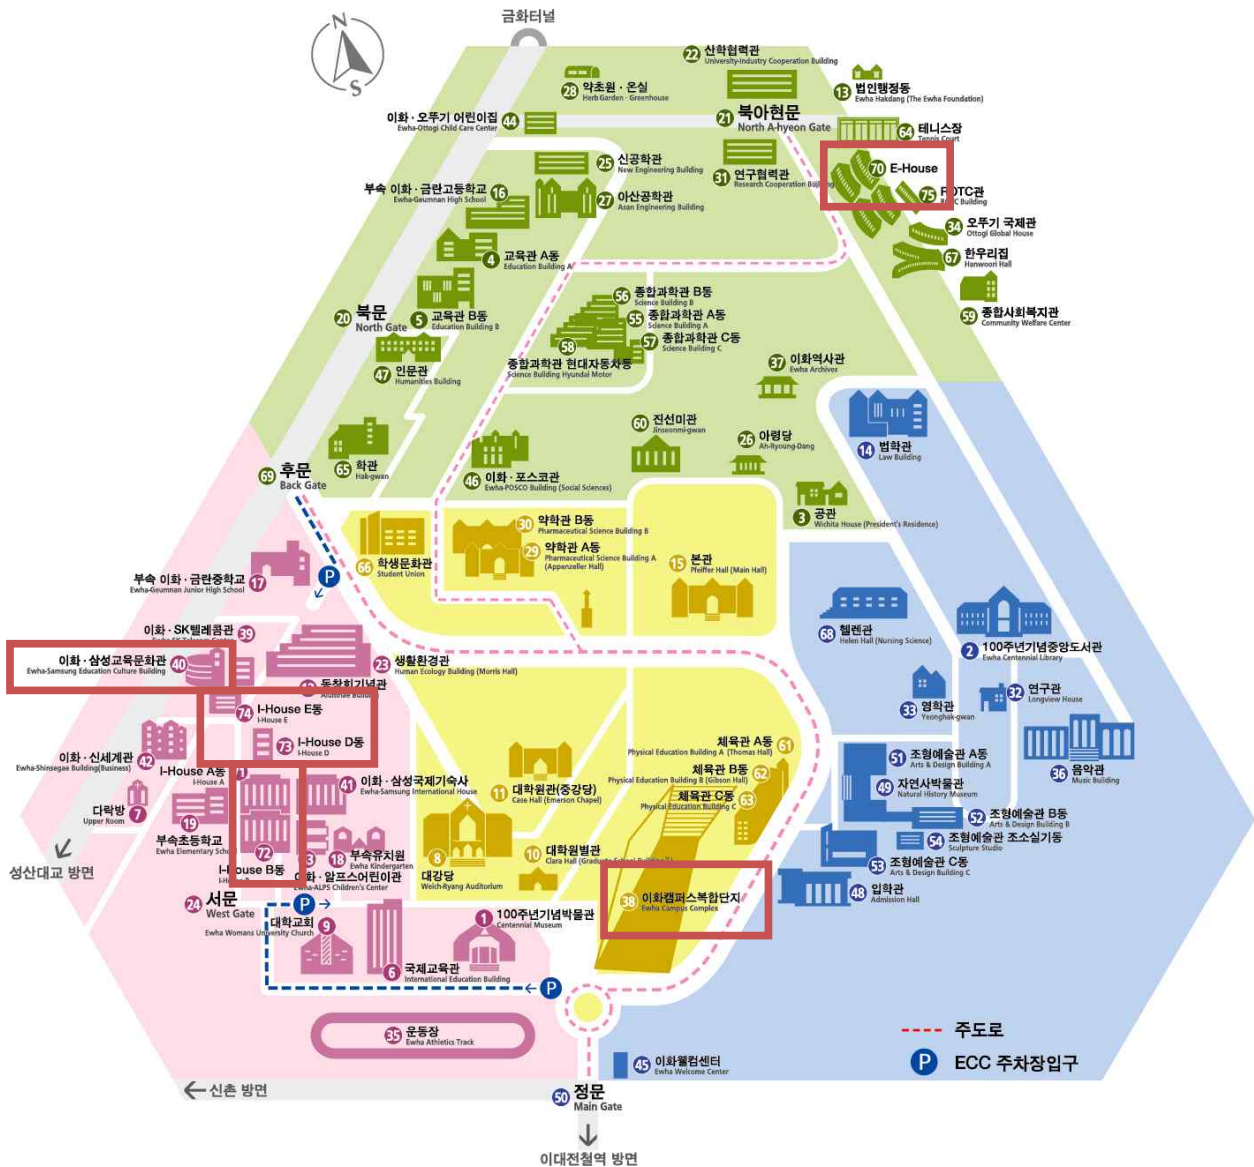 금화터널
N
S
22 산학협력관
University-Industry Cooperation Building
28 약초원 · 온실
Herb Garden · Greenhouse
13 법인행정동
Ewha Hakdang (The Ewha Foundation)
이화 · 오뚜기 어린이집 44
Ewha-Ottogi Child Care Center
21 북아현문
North A-hyeon Gate
64 테니스장
Tennis Court
25 신공학관
New Engineering Building
31 연구협력관
Research Cooperation Building
70 E-House
부속 이화 · 금란고등학교 16
Ewha-Geumnan High School
27 아산공학관
Asan Engineering Building
75 ROTC관
Building
34 오뚜기 국제관
Ottogi Global House
4 교육관 A동
Education Building A
67 한우리집
Hanwoori Hall
56 종합과학관 B동
Science Building B
20 북문
North Gate
5 교육관 B동
Education Building B
55 종합과학관 A동
Science Building A
59 종합사회복지관
Community Welfare Center
57 종합과학관 C동
Science Building C
58
종합과학관 현대자동차동
Science Building Hyundai Motor
47 인문관
Humanities Building
37 이화역사관
Ewha Archives
60 진선미관
Jinseonmi-gwan
26 아령당
Ah-Ryoung-Dang
14 법학관
Law Building
69 후문
Back Gate
65 학관
Hak-gwan
46 이화 · 포스코관
Ewha-POSCO Building (Social Sciences)
3 공관
Wichita House (President's Residence)
30 약학관 B동
Pharmaceutical Science Building B
29 약학관 A동
Pharmaceutical Science Building A
(Appenzeller Hall)
66 학생문화관
Student Union
15 본관
Pfeiffer Hall (Main Hall)
P
부속 이화 · 금란중학교 17
Ewha-Geumnan Junior High School
이화 · SK텔레콤관 39
68 헬렌관
Helen Hall (Nursing Science)
2 100주년기념중앙도서관
Ewha Centennial Library
이화 · 삼성교육문화관 40
Ewha-Samsung Education Culture Building
23 생활환경관
Human Ecology Building (Morris Hall)
동창회기념관
Alumnae Building
33 영학관
Yeonghak-gwan
32 연구관
Longview House
74 I-House E동
I-House E
73 I-House D동
I-House D
이화 · 신세계관 42
Ewha-Shinsegae Building(Business)
체육관 A동 61
Physical Education Building A (Thomas Hall)
51 조형예술관 A동
Arts & Design Building A
36 음악관
Music Building
I-House A동
I-House A
41 이화 · 삼성국제기숙사
Ewha-Samsung International House
11 대학원관(중강당)
Case Hall (Emerson Chapel)
체육관 B동 62
Physical Education Building B (Gibson Hall)
49 자연사박물관
Natural History Museum
체육관 C동 63
Physical Education Building C
다락방 7
Upper Room
19
부속초등학교
Ewha Elementary School
52 조형예술관 B동
Arts & Design Building B
54 조형예술관 조소실기동
Sculpture Studio
72
I-House B동
18 부속유치원
Ewha Kindergarten
8
대강당
Welch-Ryang Auditorium
10 대학원별관
53 조형예술관 C동
Arts & Design Building C
성산대교 방면
이화 · 알프스어린이관
Ewha-ALPS Children's Center
38 이화캠퍼스복합단지
Ewha Campus Complex
48 입학관
Admission Hall
24 서문
West Gate
P
대학교회 9
Ewha Womans University Church
1 100주년기념박물관
Centennial Museum
6 국제교육관
International Education Building
P
35 운동장
Ewha Athletics Track
주도로
45 이화웰컴센터
Ewha Welcome Center
P ECC 주차장입구
신촌 방면
50 정문
Main Gate
이대전철역 방면